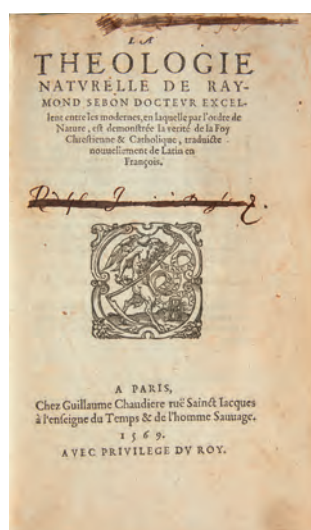 LA
THEOLOGIE
NATVRELLE DE RAY-
MOND SEBON DOCTEVR EXCEL-
lent entre les modernes, en laquelle par l'ordre de
Nature, est demonstrée la verité de la Foy
Chrestienne & Catholique, traduicte
nouuellement de Latin en
François.
A PARIS,
Chez Guillaume Chaudiere ruë Sainct Iacques
à l'enseigne du Temps & de l'homme Sauuage.
1569.
AVEC PRIVILEGE DV ROY.